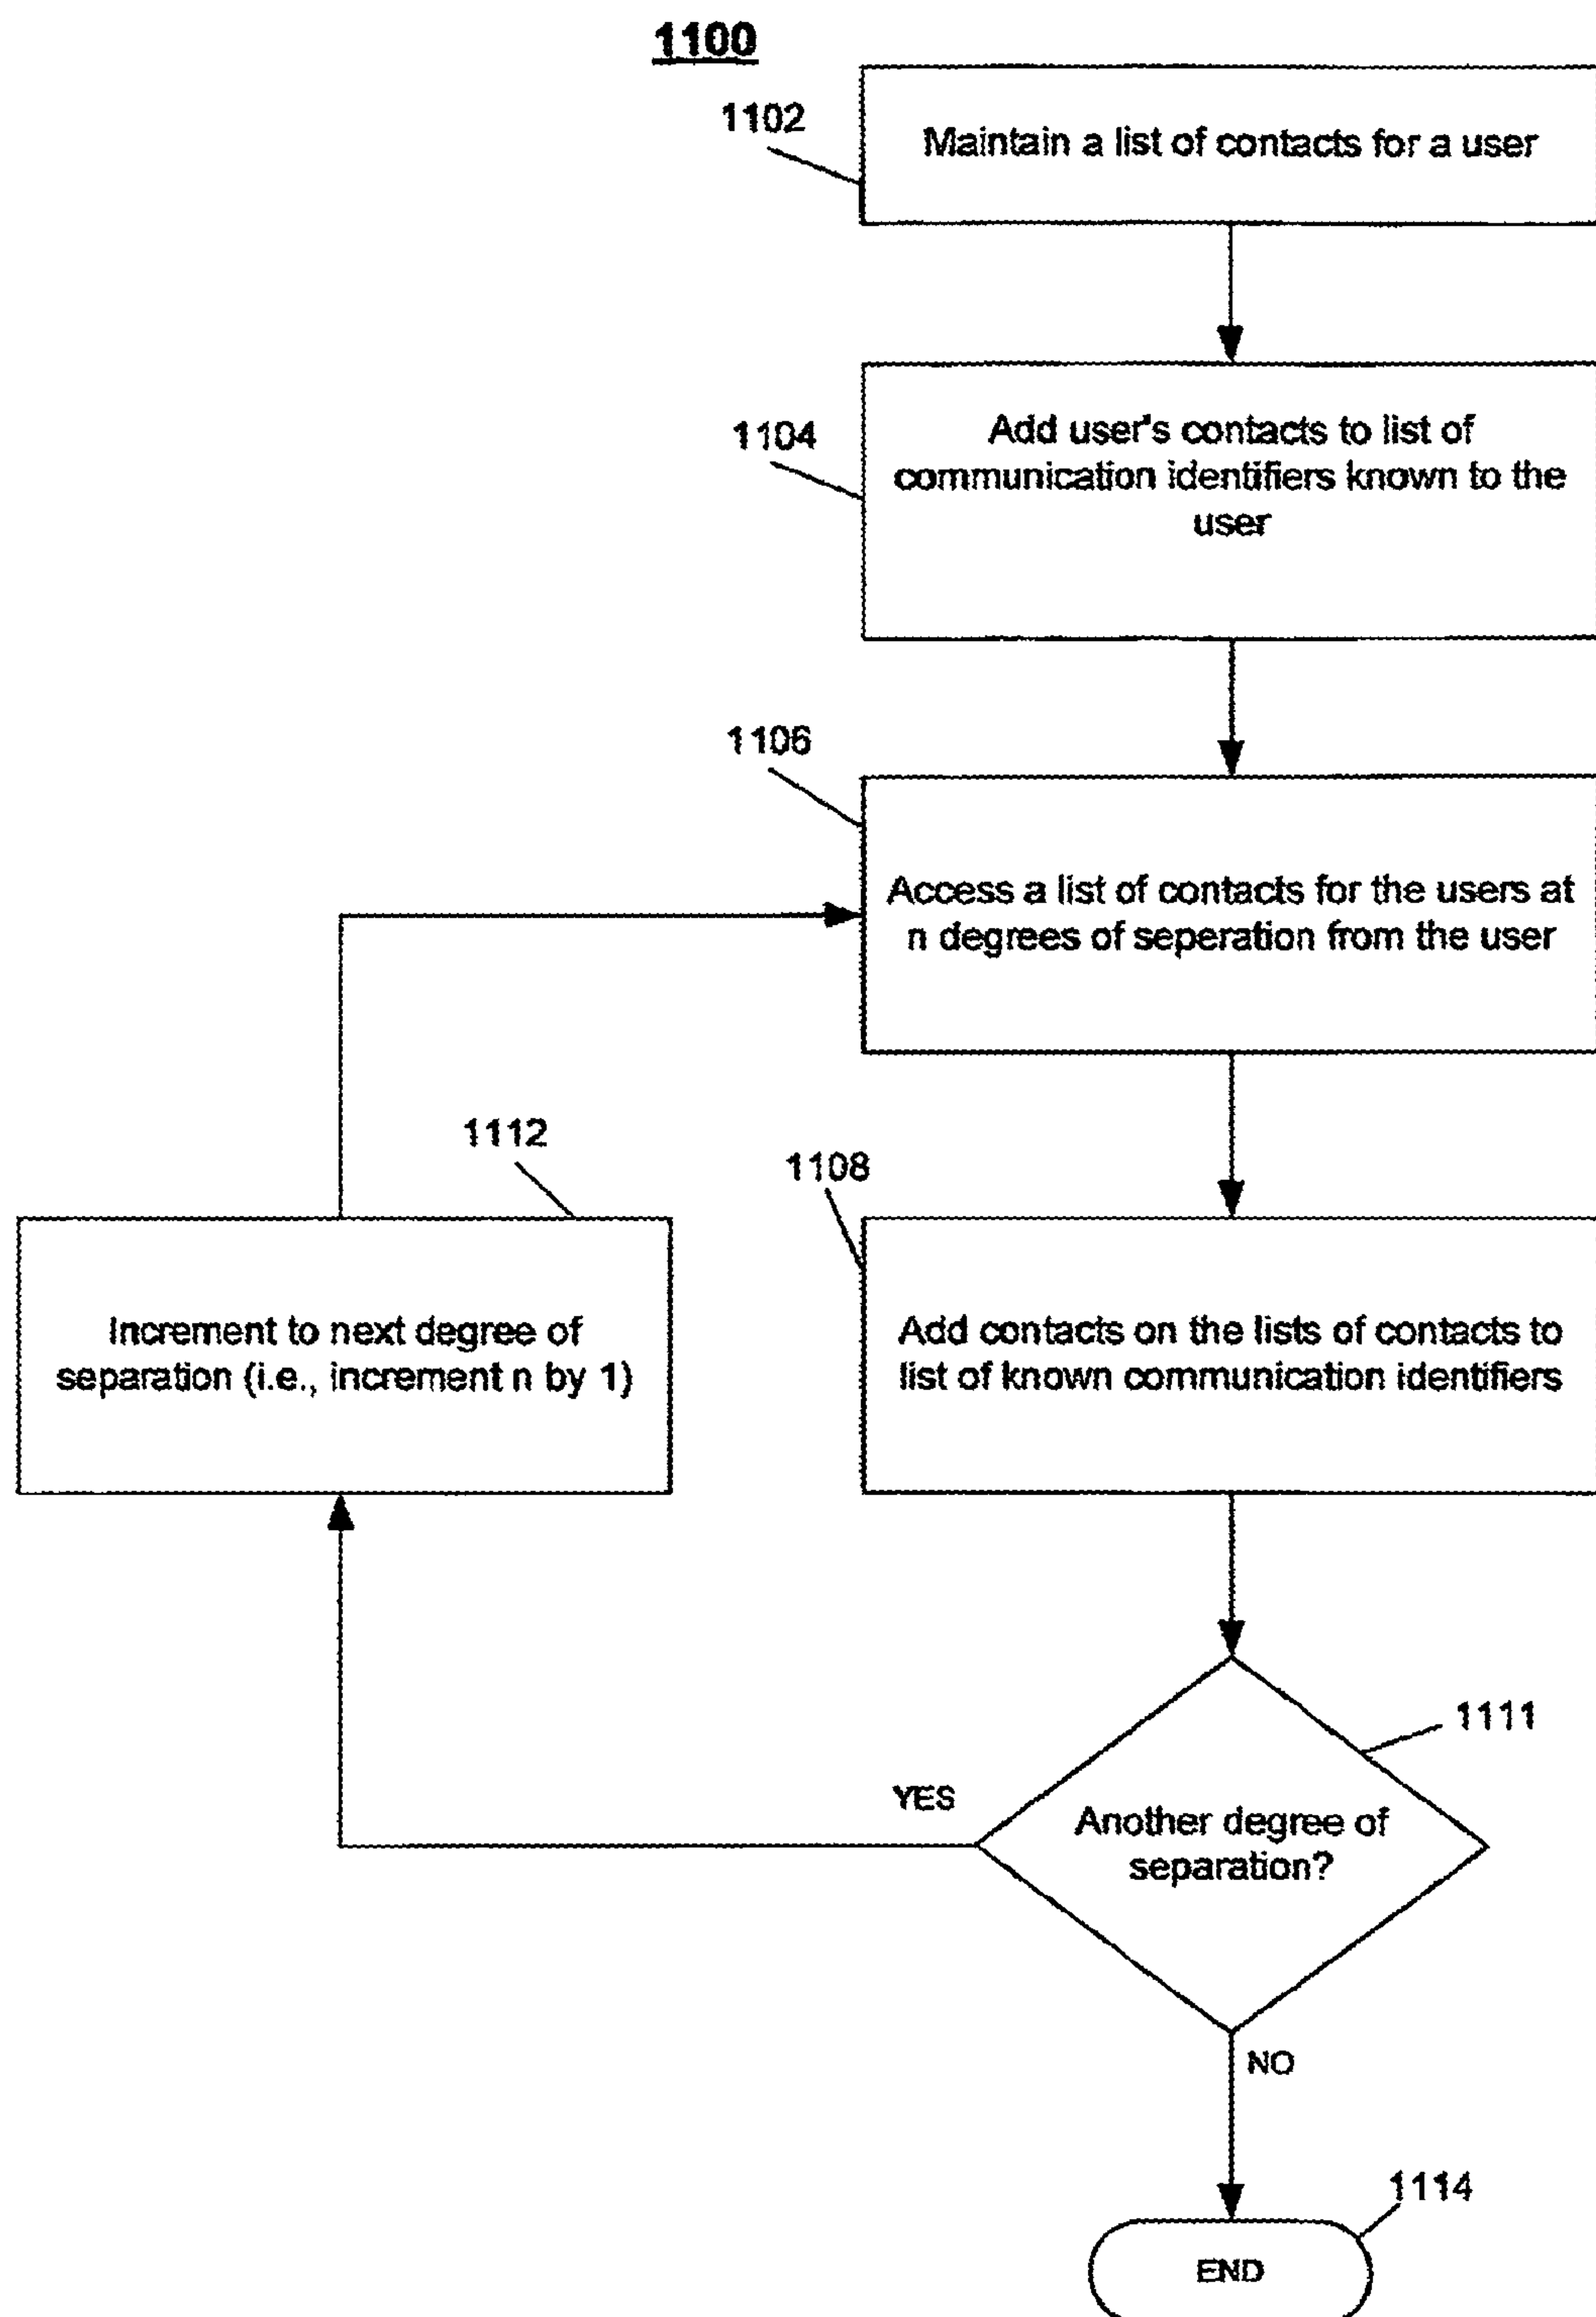 1100
1102
Maintain a list of contacts for a user
1104
Add user's contacts to list of
communication identifiers known to the
user
1106
Access a list of contacts for the users at
n degrees of seperation from the user
1112
1108
Increment to next degree of
separation (i.e., increment n by 1)
Add contacts on the lists of contacts to
list of known communication identifiers
1111
YES
Another degree of
separation?
NO
1114
END